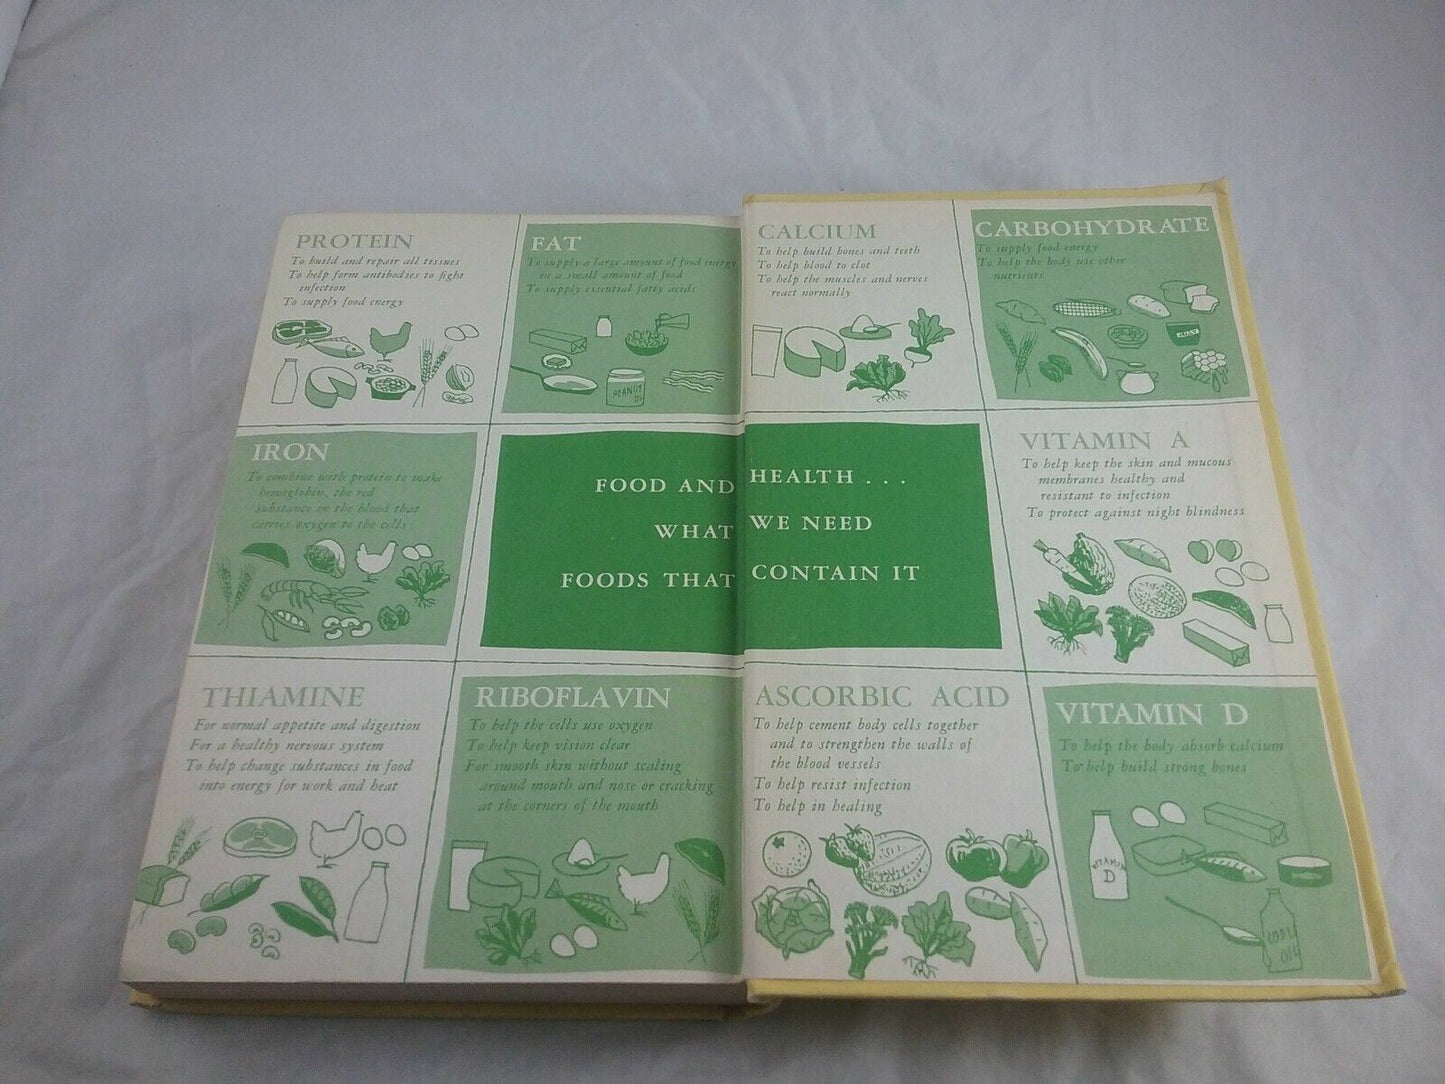 PROTEIN
To build and repair all tissues
To help form antibodies to fight
infection
To supply food energy
FAT
To supply a large amount of food energy
in a small amount of food
To supply essential fatty acids
PEANUT
CALCIUM
To help build bones and teeth
To help blood to clot
To help the muscles and nerves
react normally
CARBOHYDRATE
To supply food energy
To help the body use other
nutrients
JELLY
IRON
To combine with protein to make
hemoglobin, the red
substance in the blood that
carries oxygen to the cells
FOOD AND HEALTH . . .
WHAT WE NEED
FOODS THAT CONTAIN IT
VITAMIN A
To help keep the skin and mucous
membranes healthy and
resistant to infection
To protect against night blindness
THIAMINE
For normal appetite and digestion
For a healthy nervous system
To help change substances in food
into energy for work and heat
RIBOFLAVIN
To help the cells use oxygen
To help keep vision clear
For smooth skin without scaling
around mouth and nose or cracking
at the corners of the mouth
ASCORBIC ACID
To help cement body cells together
and to strengthen the walls of
the blood vessels
To help resist infection
To help in healing
VITAMIN D
To help the body absorb calcium
To help build strong bones
VITAMIN
D